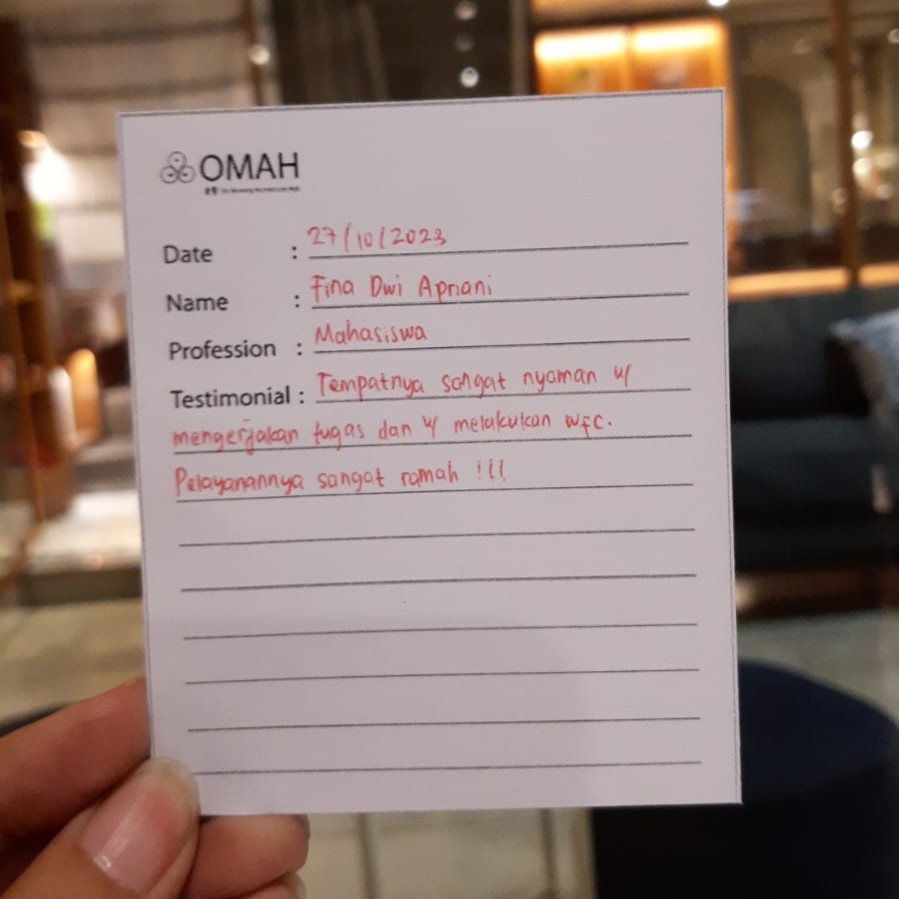 OMAH
Date : 27/10/2023
Name : Fina Dwi Apriani
Profession : Mahasiswa
Testimonial : Tempatnya sangat nyaman u/
mengerjakan tugas dan u/ melakukan WFC.
Pelayanannya sangat ramah !!!